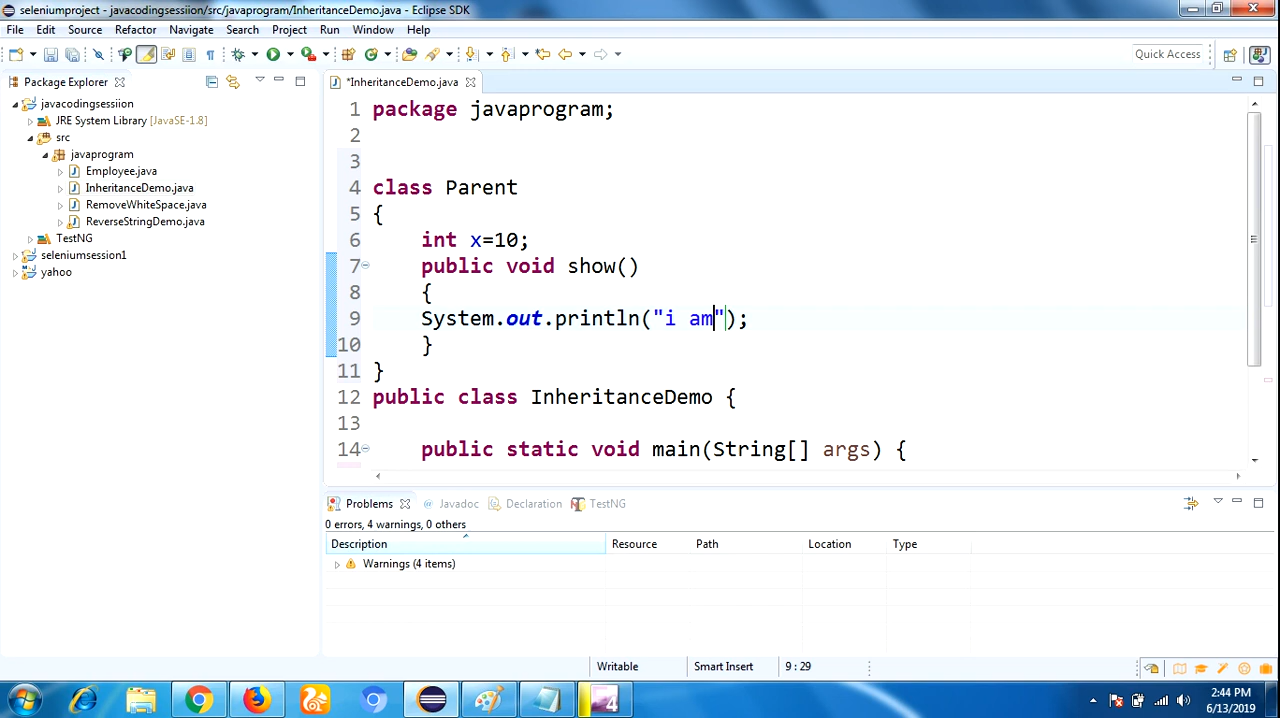 seleniumproject - javacodingsessiion/src/javaprogram/InheritanceDemo.java - Eclipse SDK
File Edit Source Refactor Navigate Search Project Run Window Help
Quick Access
Package Explorer
javacodingsessiion
JRE System Library [JavaSE-1.8]
src
javaprogram
Employee.java
InheritanceDemo.java
RemoveWhiteSpace.java
ReverseStringDemo.java
TestNG
seleniumsession1
yahoo
*InheritanceDemo.java
1 package javaprogram;
2
3
4 class Parent
5 {
6 int x=10;
7 public void show()
8 {
9 System.out.println("i am");
10 }
11 }
12 public class InheritanceDemo {
13
14 public static void main(String[] args) {
Problems Javadoc Declaration TestNG
0 errors, 4 warnings, 0 others
Description Resource Path Location Type
Warnings (4 items)
Writable Smart Insert 9 : 29
2:44 PM
6/13/2019